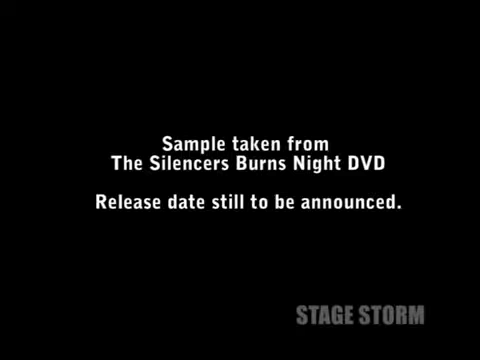 Sample taken from
The Silencers Burns Night DVD
Release date still to be announced.
STAGE STORM